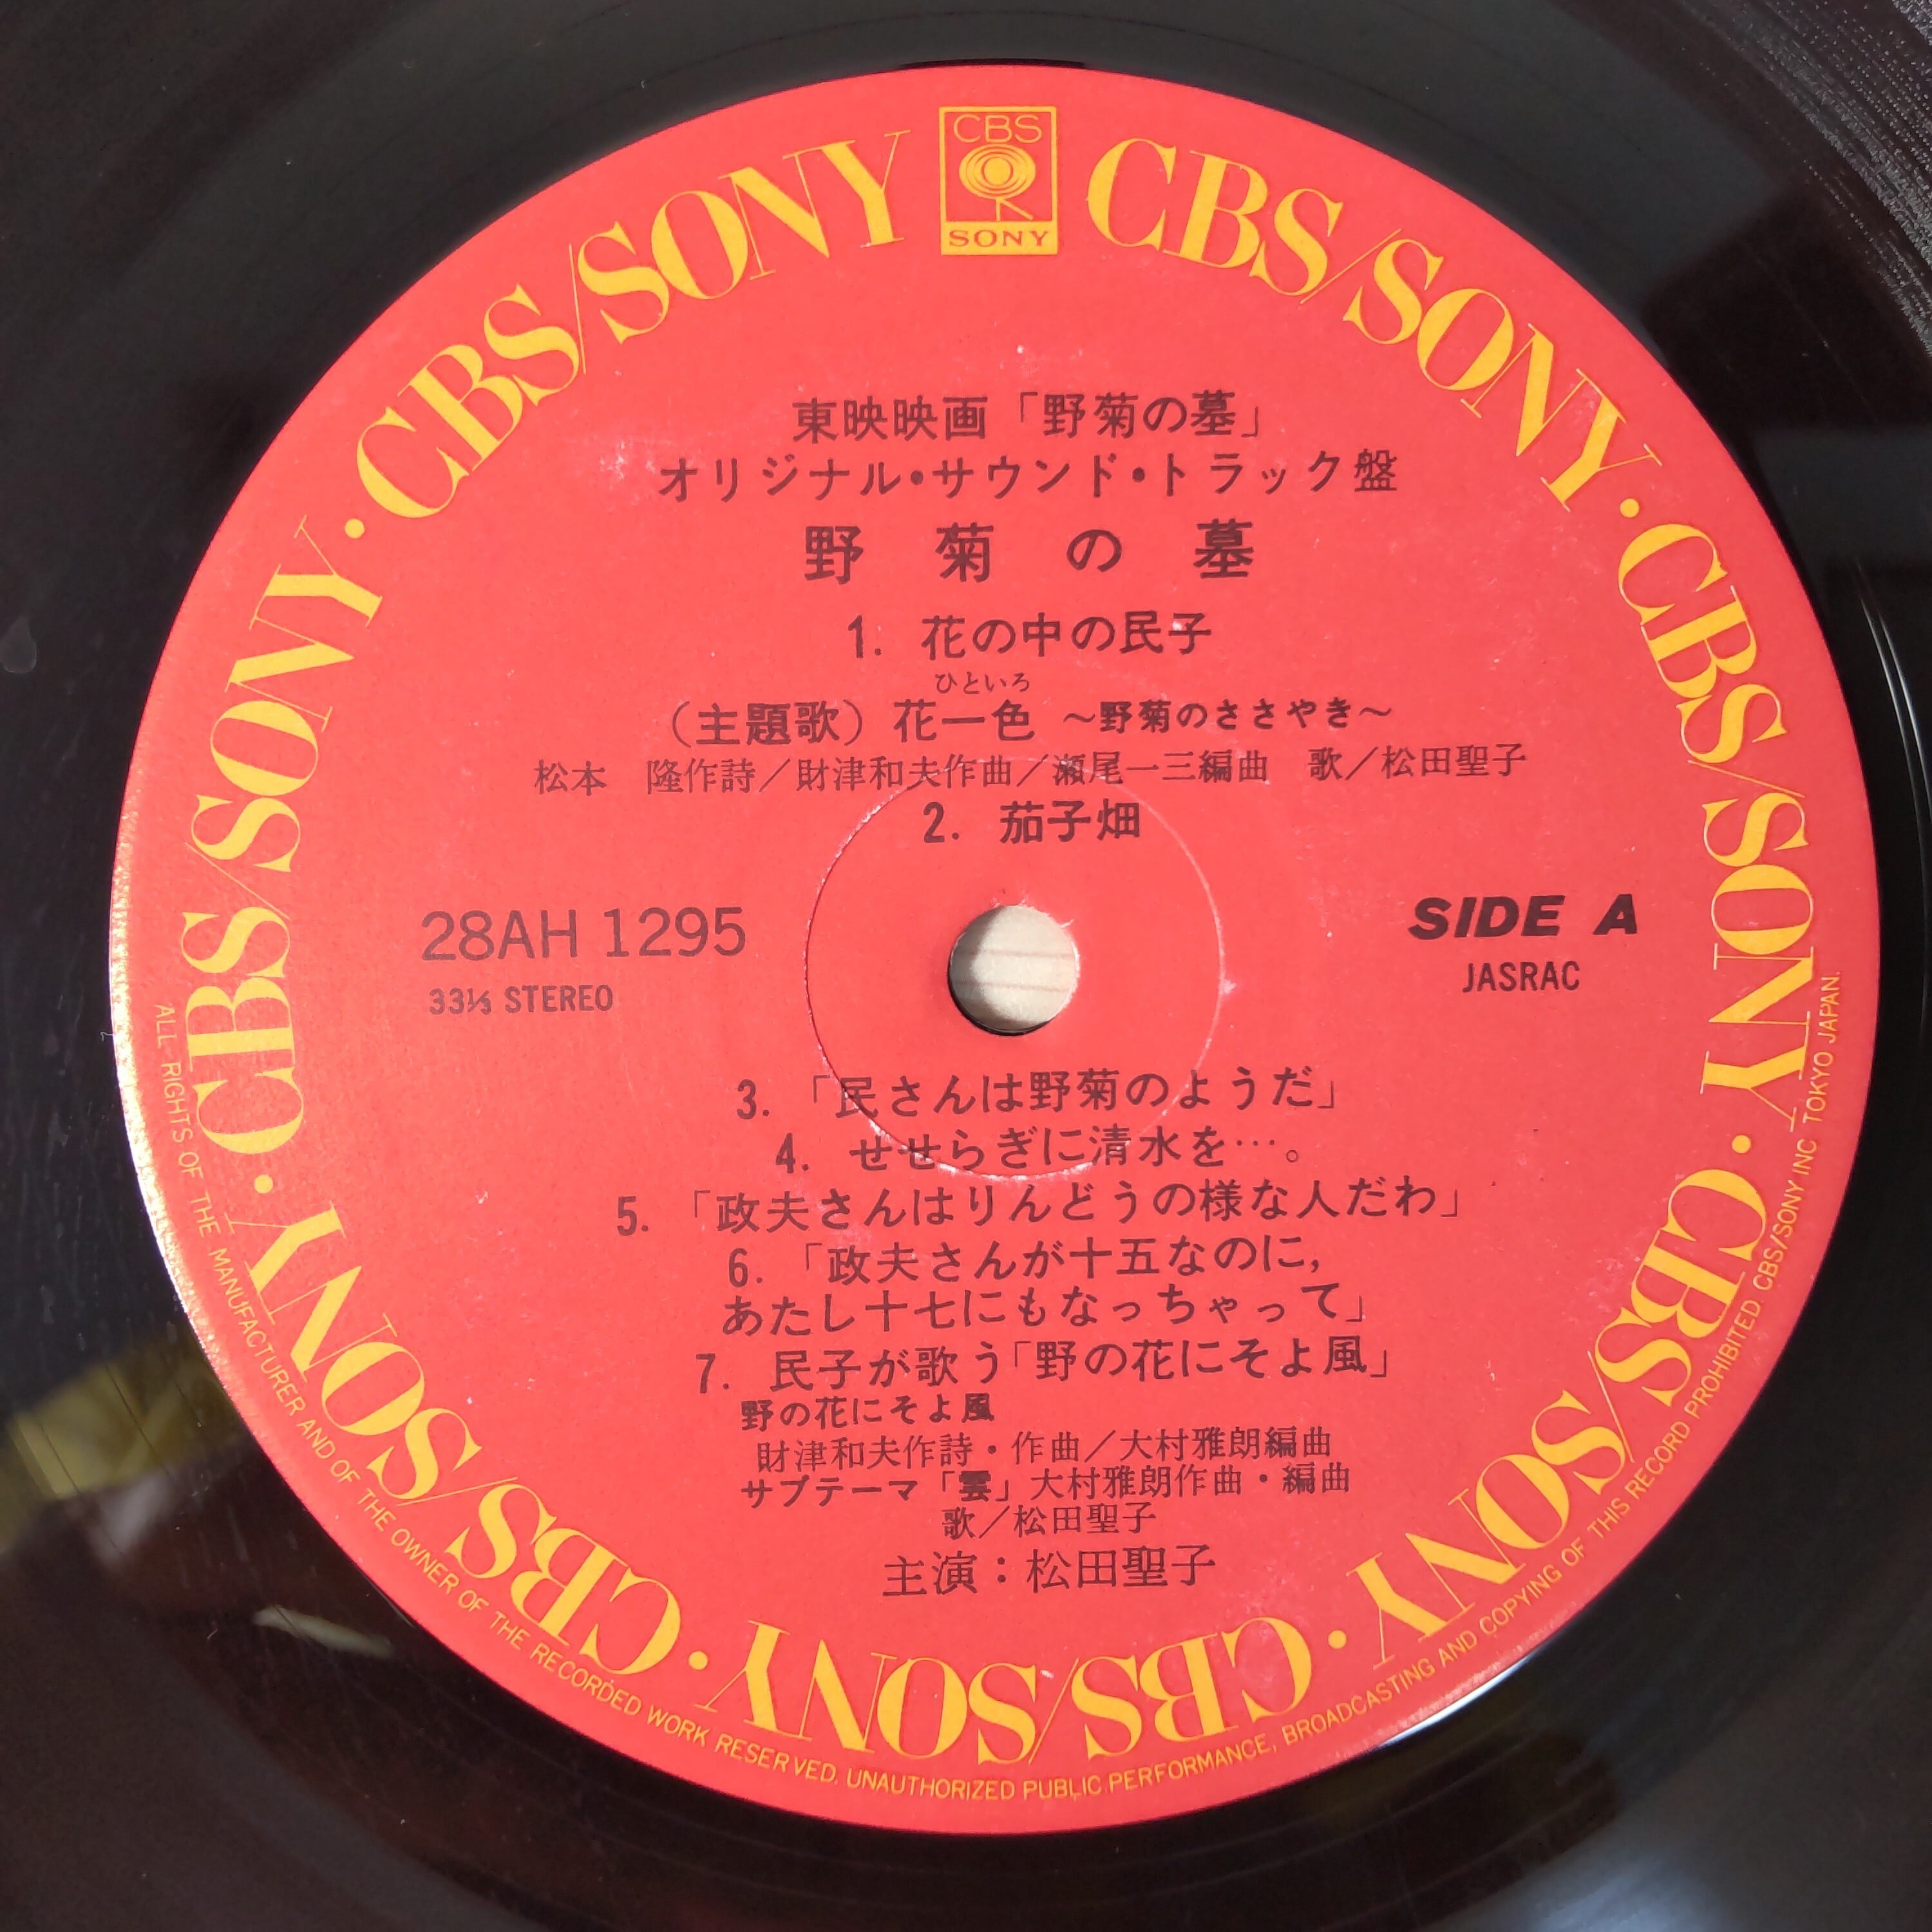 CBS
SONY
CBS/SONY · CBS/SONY · CBS/SONY · CBS/SONY · CBS/SONY · CBS/SONY · CBS/SONY · CBS/SONY
東映映画「野菊の墓」
オリジナル・サウンド・トラック盤
野 菊 の 墓
1. 花の中の民子
ひといろ
（主題歌）花一色 〜野菊のささやき〜
松本 隆作詩／財津和夫作曲／瀬尾一三編曲 歌／松田聖子
2. 茄子畑
28AH 1295
33⅓ STEREO
SIDE A
JASRAC
3. 「民さんは野菊のようだ」
4. せせらぎに清水を…。
5. 「政夫さんはりんどうの様な人だわ」
6. 「政夫さんが十五なのに，
あたし十七にもなっちゃって」
7. 民子が歌う「野の花にそよ風」
野の花にそよ風
財津和夫作詩・作曲／大村雅朗編曲
サブテーマ「雲」大村雅朗作曲・編曲
歌／松田聖子
主演：松田聖子
ALL RIGHTS OF THE MANUFACTURER AND OF THE OWNER OF THE RECORDED WORK RESERVED. UNAUTHORIZED PUBLIC PERFORMANCE, BROADCASTING AND COPYING OF THIS RECORD PROHIBITED. CBS/SONY INC TOKYO JAPAN.